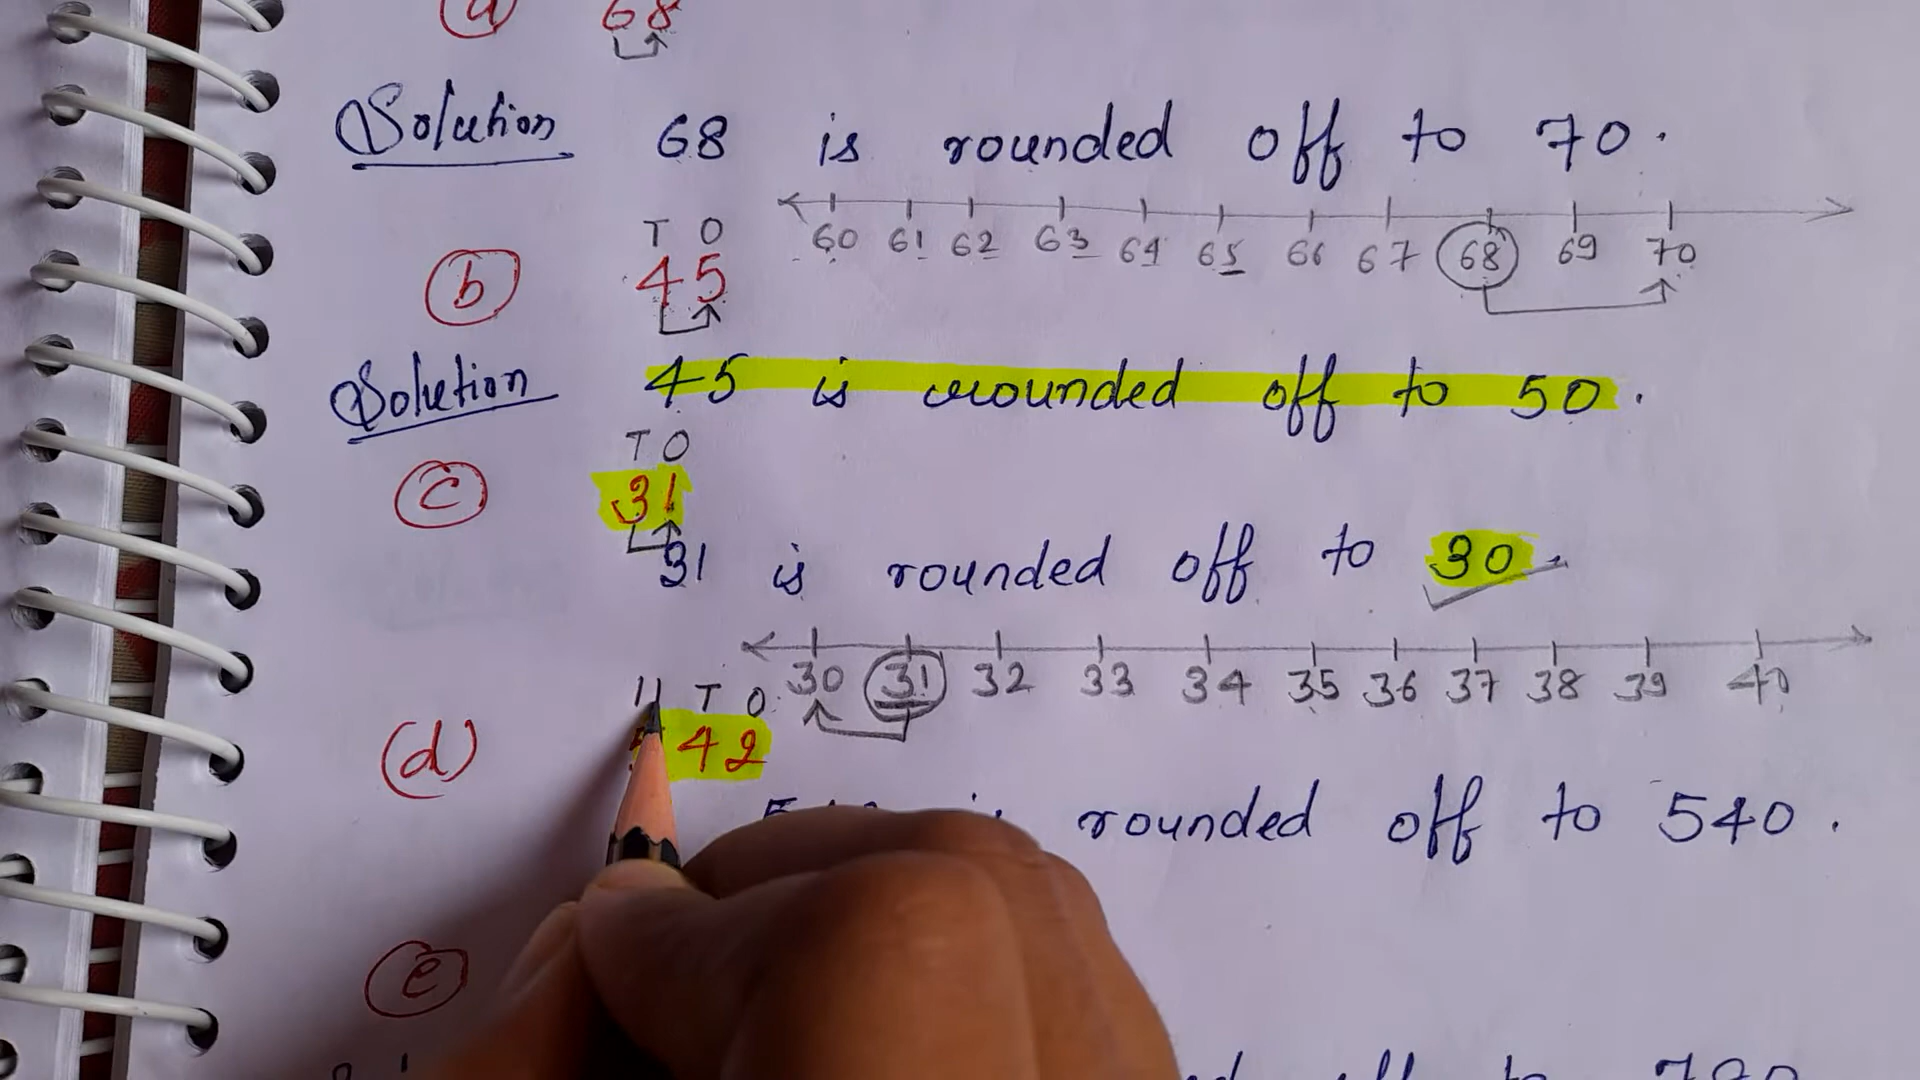 (a) 68
Solution 68 is rounded off to 70.
T O
60 61 62 63 64 65 66 67 68 69 70
(b) 45
Solution 45 is rounded off to 50.
T O
(c) 31
31 is rounded off to 30.
30 31 32 33 34 35 36 37 38 39 40
T O
(d) 42
rounded off to 540.
(e)